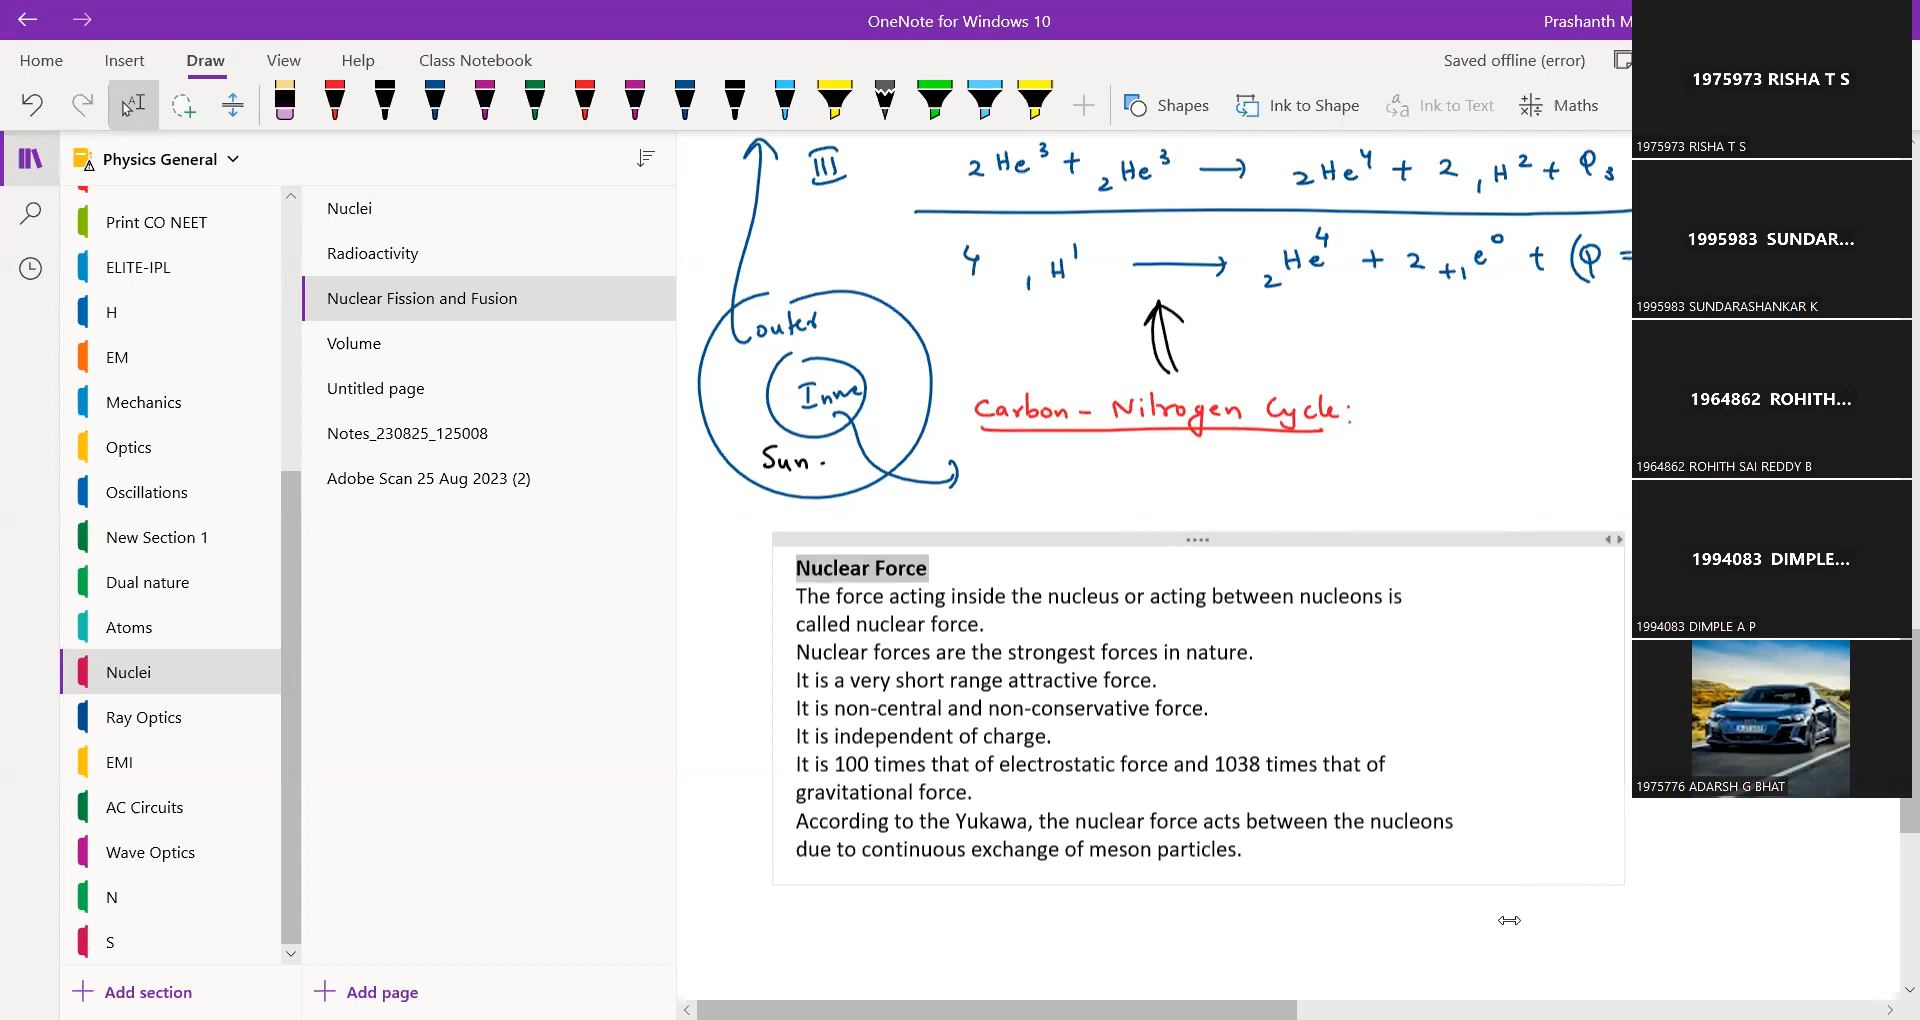 OneNote for Windows 10
Prashanth M
Home Insert Draw View Help Class Notebook
Saved offline (error)
Shapes Ink to Shape Ink to Text Maths
Physics General
Print CO NEET
ELITE-IPL
H
EM
Mechanics
Optics
Oscillations
New Section 1
Dual nature
Atoms
Nuclei
Ray Optics
EMI
AC Circuits
Wave Optics
N
S
Add section
Nuclei
Radioactivity
Nuclear Fission and Fusion
Volume
Untitled page
Notes_230825_125008
Adobe Scan 25 Aug 2023 (2)
Add page
III ₂He³ + ₂He³ → ₂He⁴ + 2 ₁H² + Q₃
4 ₁H¹ → ₂He⁴ + 2 ₊₁e⁰ + (Q =
outer
Inne
Sun.
Carbon - Nitrogen Cycle:
Nuclear Force
The force acting inside the nucleus or acting between nucleons is
called nuclear force.
Nuclear forces are the strongest forces in nature.
It is a very short range attractive force.
It is non-central and non-conservative force.
It is independent of charge.
It is 100 times that of electrostatic force and 1038 times that of
gravitational force.
According to the Yukawa, the nuclear force acts between the nucleons
due to continuous exchange of meson particles.
1975973 RISHA T S
1975973 RISHA T S
1995983 SUNDAR...
1995983 SUNDARASHANKAR K
1964862 ROHITH...
1964862 ROHITH SAI REDDY B
1994083 DIMPLE...
1994083 DIMPLE A P
1975776 ADARSH G BHAT